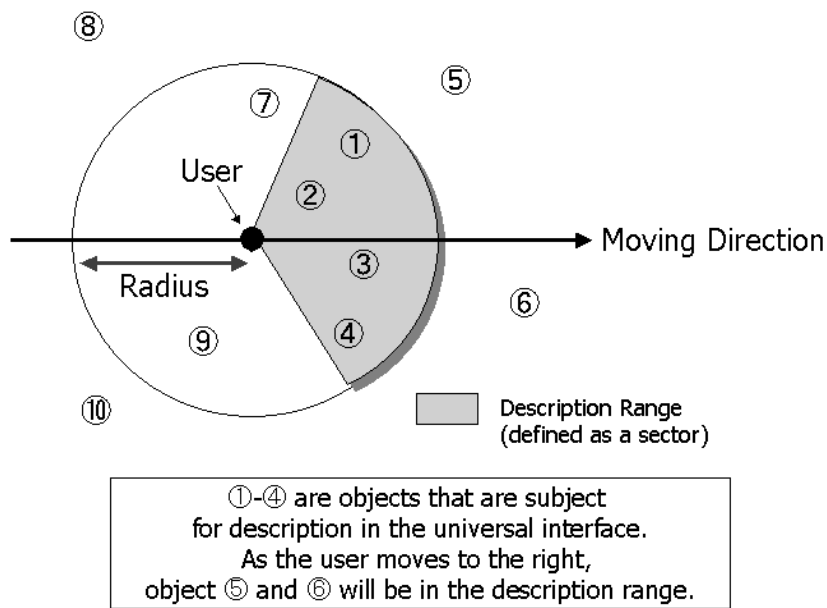 ⑧
⑤
⑦
①
User
②
Moving Direction
③
Radius
⑥
④
⑨
⑩
Description Range
(defined as a sector)
①-④ are objects that are subject
for description in the universal interface.
As the user moves to the right,
object ⑤ and ⑥ will be in the description range.